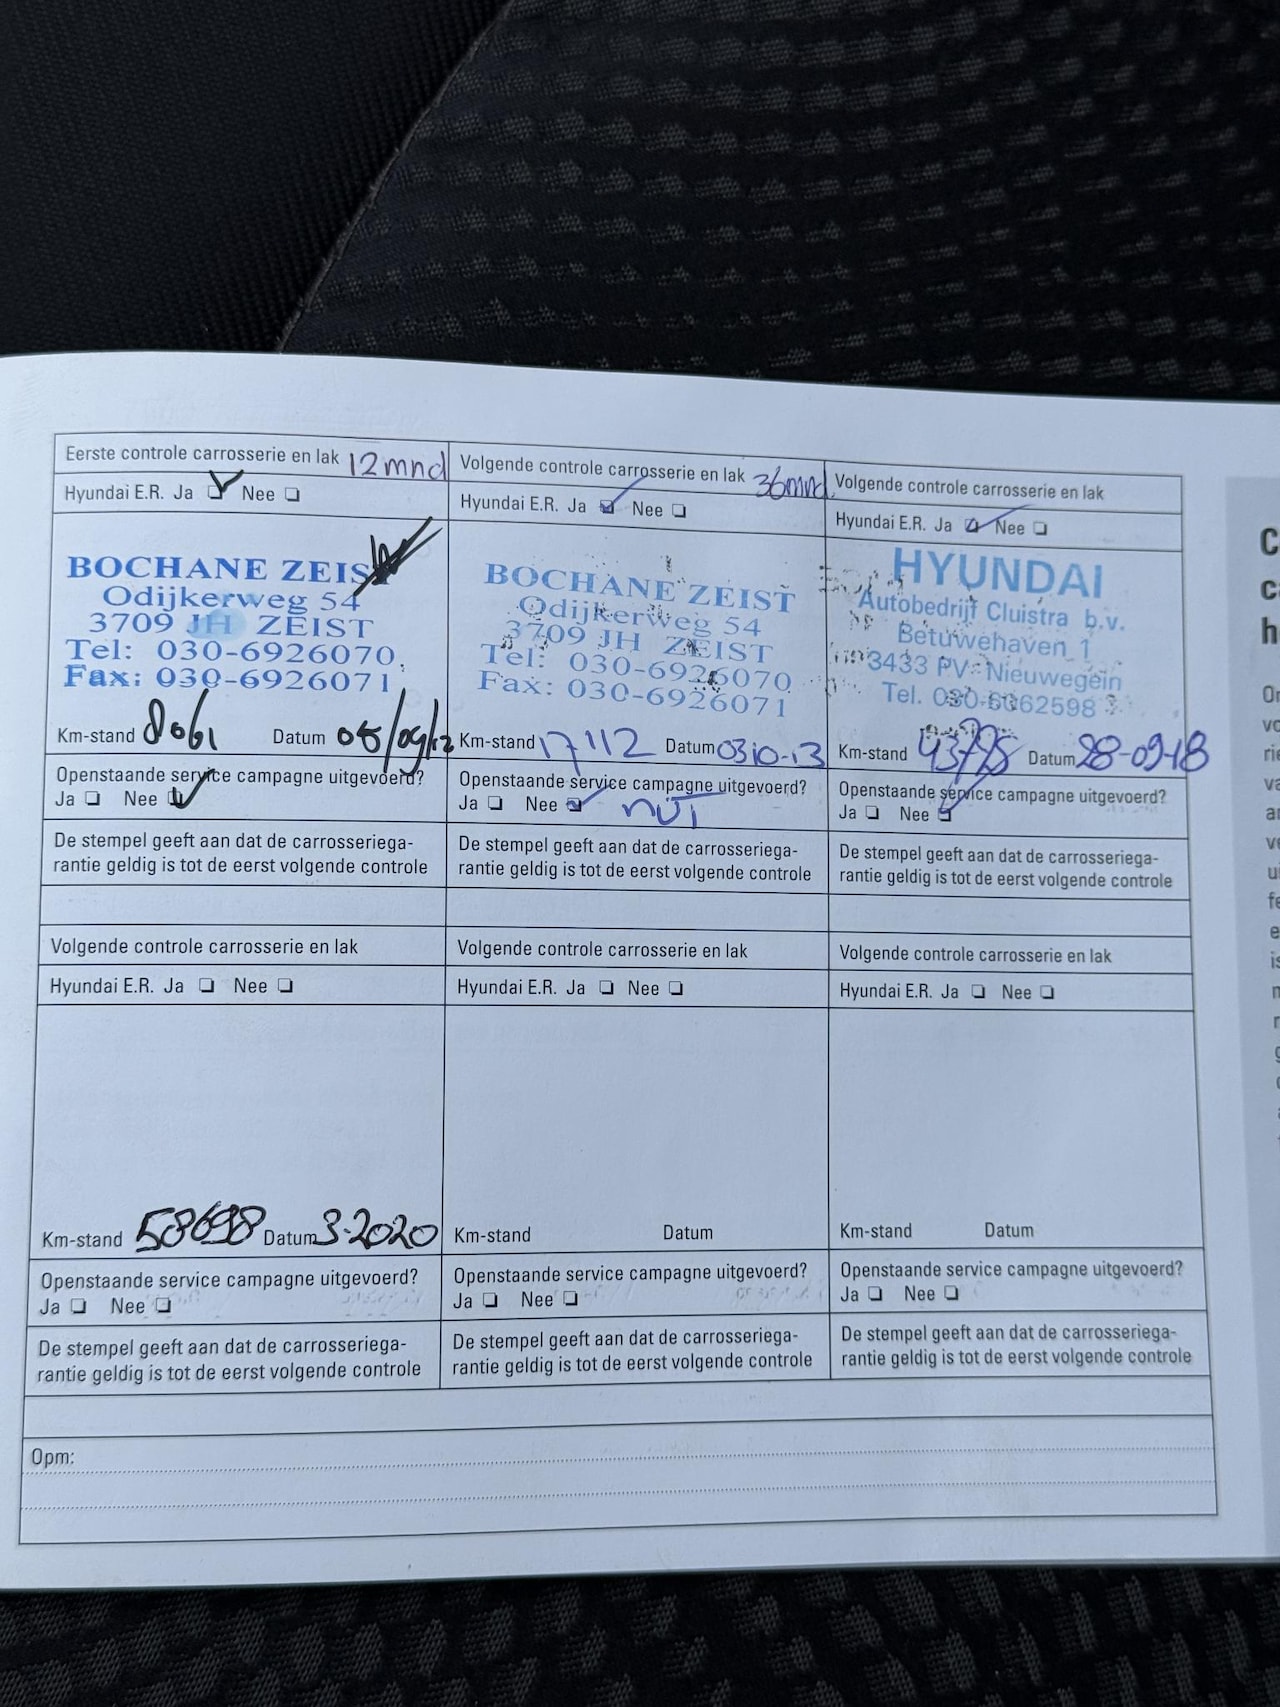 Eerste controle carrosserie en lak 12mnd
Hyundai E.R. Ja Nee
BOCHANE ZEIST
Odijkerweg 54
3709 JH ZEIST
Tel: 030-6926070
Fax: 030-6926071
Km-stand 8061 Datum 05/09/12
Openstaande service campagne uitgevoerd?
Ja Nee
De stempel geeft aan dat de carrosseriega-
rantie geldig is tot de eerst volgende controle
Volgende controle carrosserie en lak 36mnd
Hyundai E.R. Ja Nee
BOCHANE ZEIST
Odijkerweg 54
3709 JH ZEIST
Tel: 030-6926070
Fax: 030-6926071
Km-stand 17112 Datum 0310-13
Openstaande service campagne uitgevoerd?
Ja Nee
De stempel geeft aan dat de carrosseriega-
rantie geldig is tot de eerst volgende controle
Volgende controle carrosserie en lak
Hyundai E.R. Ja Nee
HYUNDAI
Autobedrijf Cluistra b.v.
Betuwehaven 1
3433 PV Nieuwegein
Tel. 030-6062598
Km-stand Datum 28-09-18
Openstaande service campagne uitgevoerd?
Ja Nee
De stempel geeft aan dat de carrosseriega-
rantie geldig is tot de eerst volgende controle
Volgende controle carrosserie en lak
Hyundai E.R. Ja Nee
Km-stand 58698 Datum 3-2020
Openstaande service campagne uitgevoerd?
Ja Nee
De stempel geeft aan dat de carrosseriega-
rantie geldig is tot de eerst volgende controle
Volgende controle carrosserie en lak
Hyundai E.R. Ja Nee
Km-stand Datum
Openstaande service campagne uitgevoerd?
Ja Nee
De stempel geeft aan dat de carrosseriega-
rantie geldig is tot de eerst volgende controle
Volgende controle carrosserie en lak
Hyundai E.R. Ja Nee
Km-stand Datum
Openstaande service campagne uitgevoerd?
Ja Nee
De stempel geeft aan dat de carrosseriega-
rantie geldig is tot de eerst volgende controle
Opm: